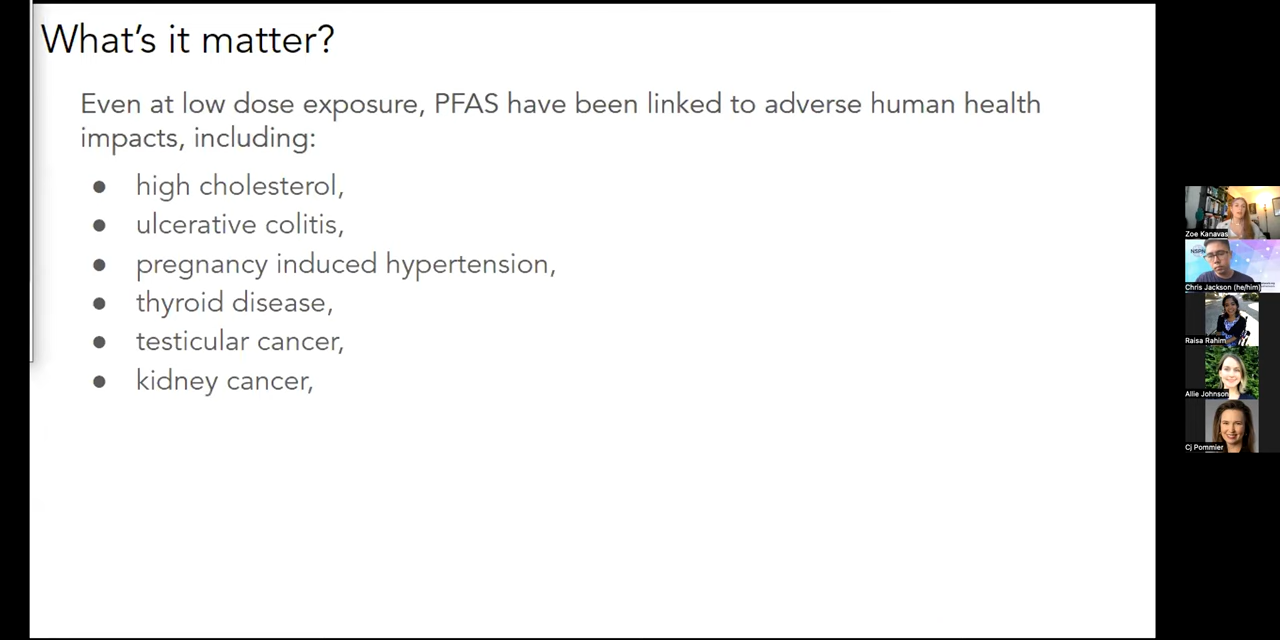 What's it matter?
Even at low dose exposure, PFAS have been linked to adverse human health
impacts, including:
● high cholesterol,
● ulcerative colitis,
● pregnancy induced hypertension,
● thyroid disease,
● testicular cancer,
● kidney cancer,
Zoe Kanavas
NSPN
Chris Jackson (he/him)
Raisa Rahim
Allie Johnson
Cj Pommier